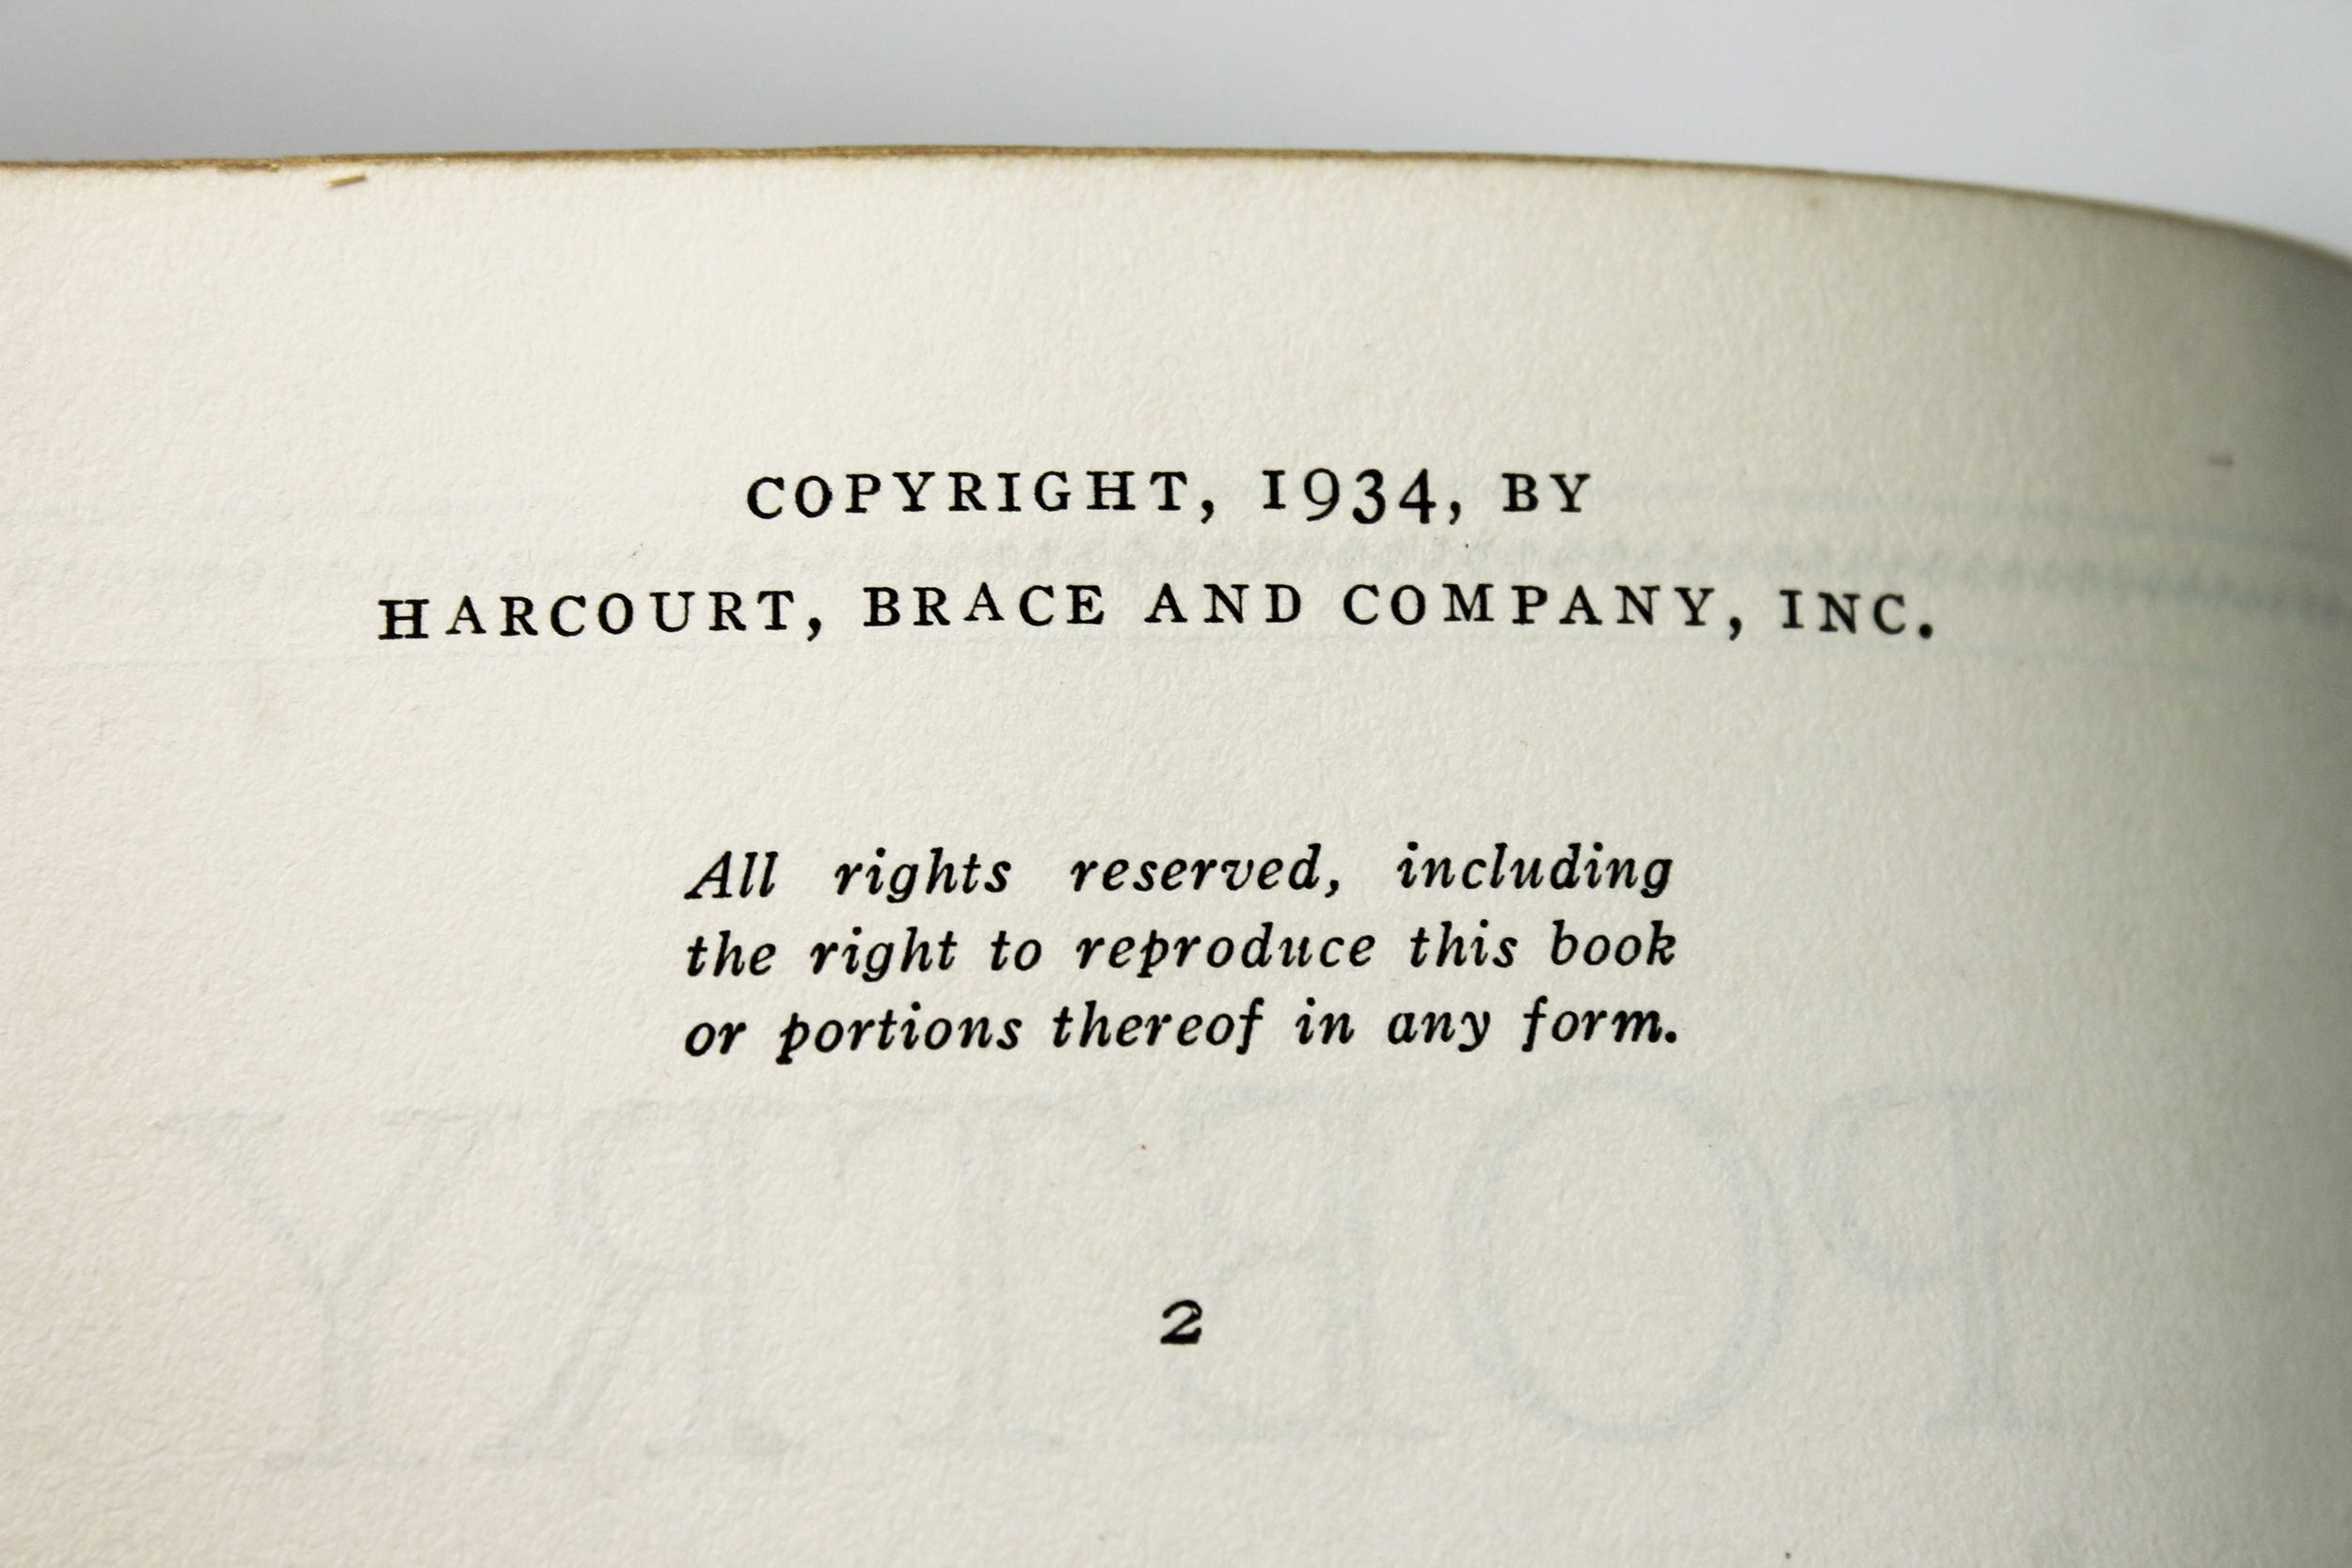 COPYRIGHT, 1934, BY
HARCOURT, BRACE AND COMPANY, INC.
All rights reserved, including
the right to reproduce this book
or portions thereof in any form.
2